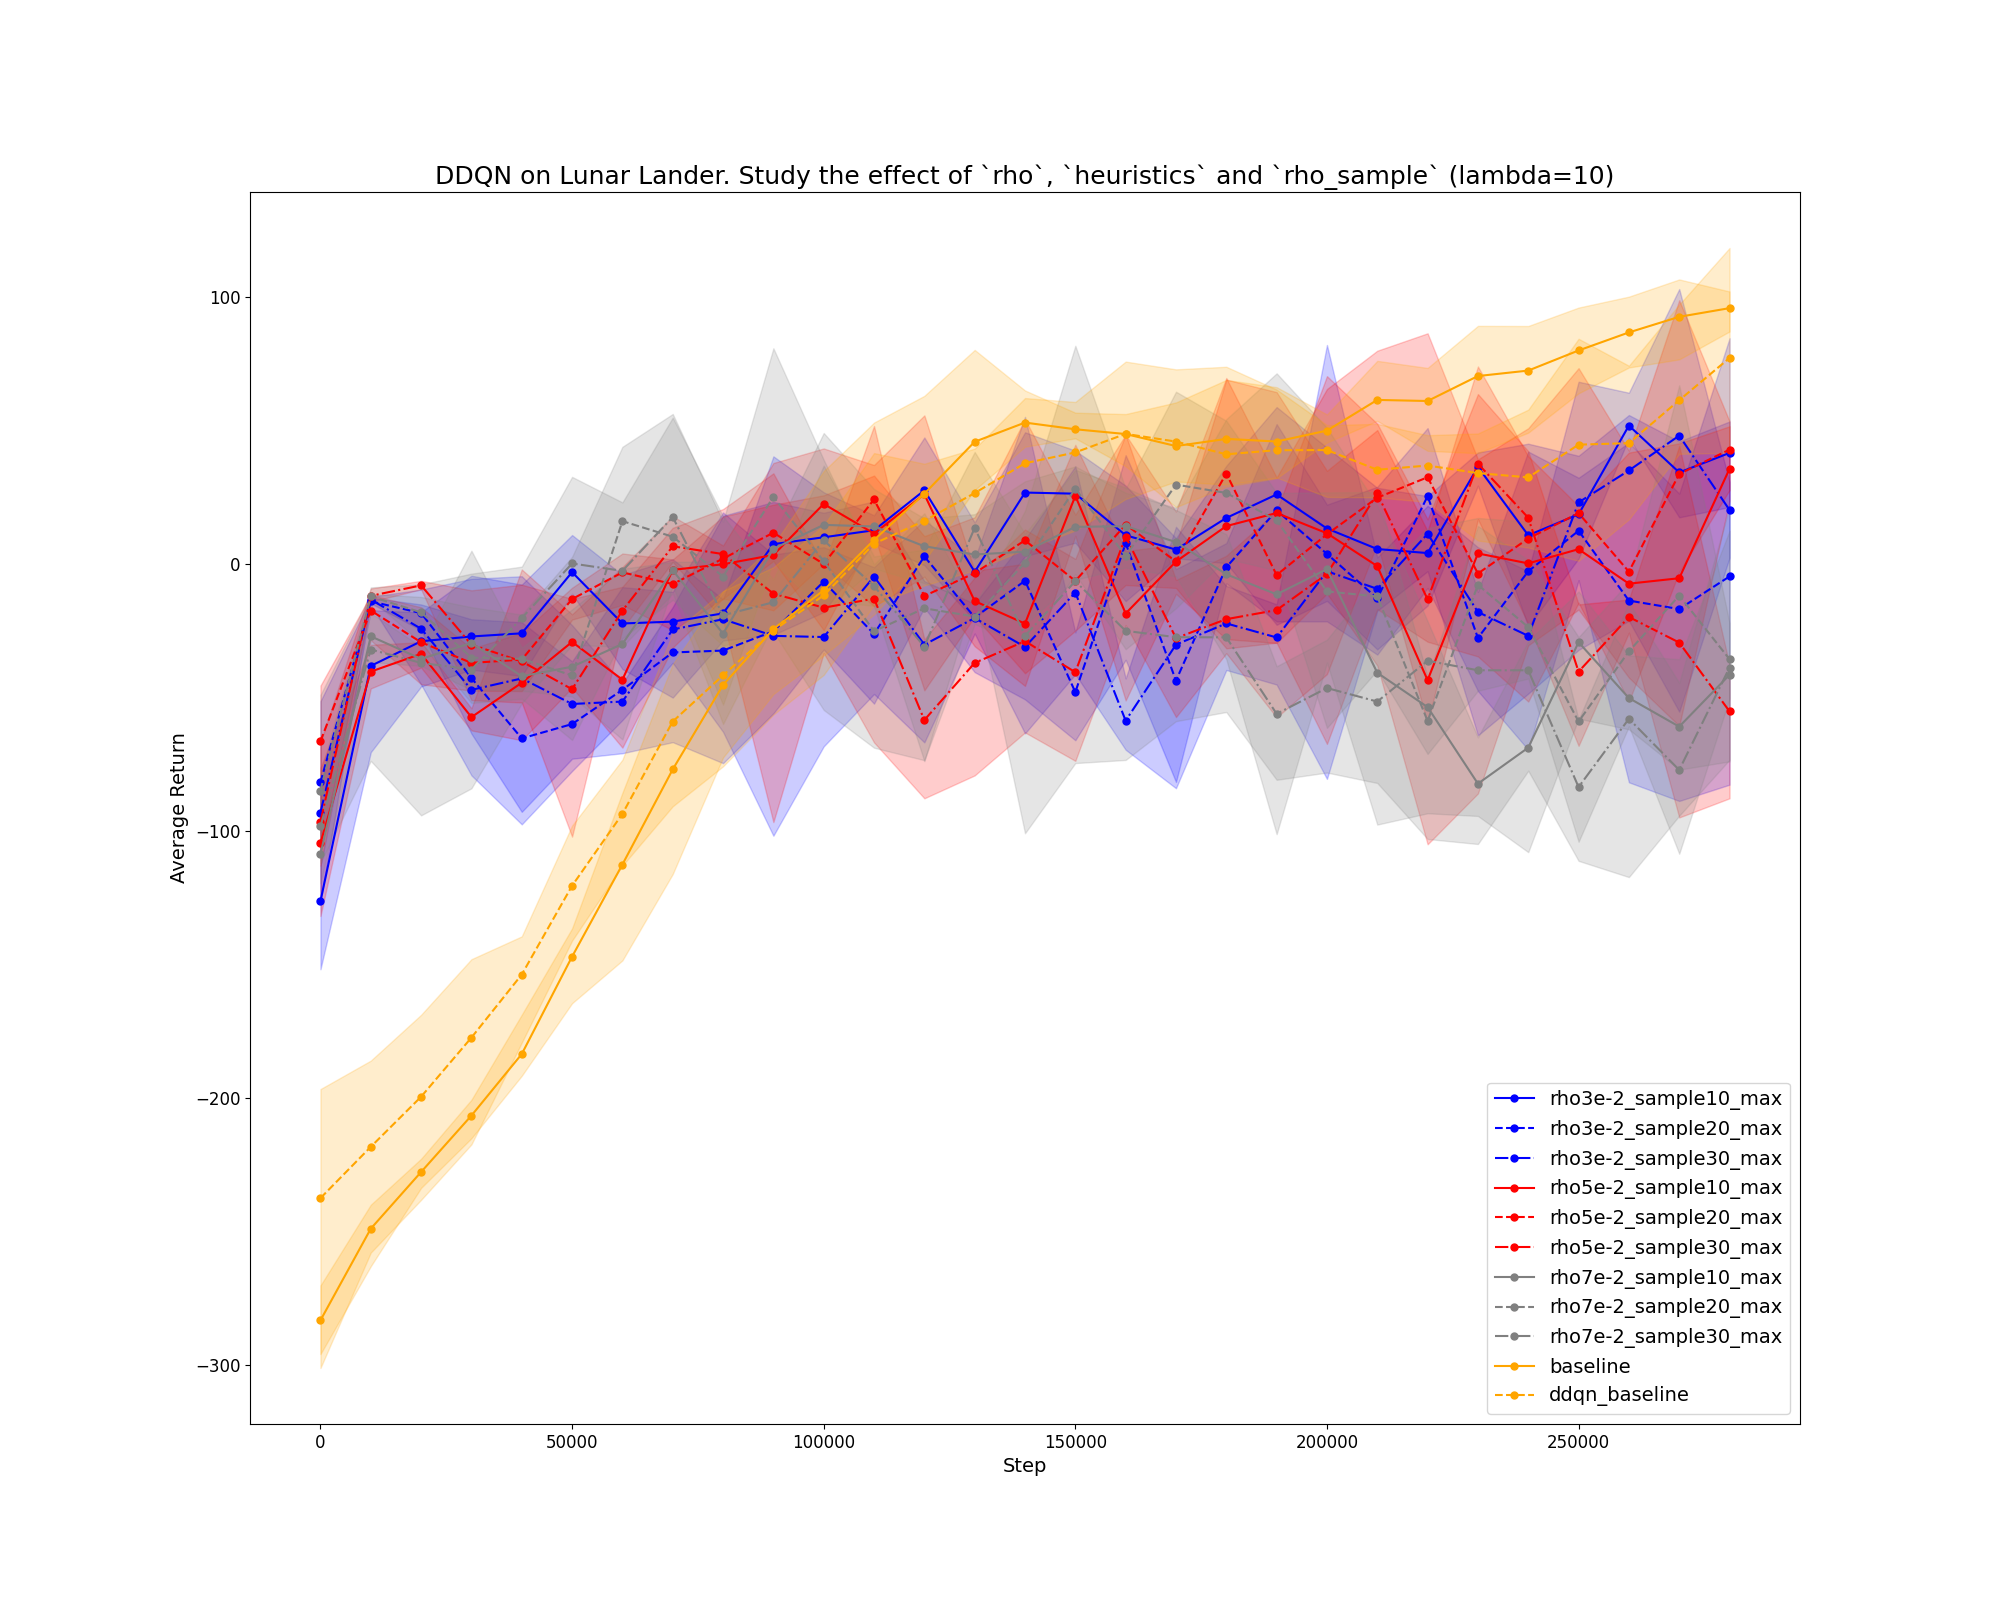 DDQN on Lunar Lander. Study the effect of `rho`, `heuristics` and `rho_sample` (lambda=10)
100
0
−100
−200
−300
Average Return
0
50000
100000
150000
200000
250000
Step
rho3e-2_sample10_max
rho3e-2_sample20_max
rho3e-2_sample30_max
rho5e-2_sample10_max
rho5e-2_sample20_max
rho5e-2_sample30_max
rho7e-2_sample10_max
rho7e-2_sample20_max
rho7e-2_sample30_max
baseline
ddqn_baseline